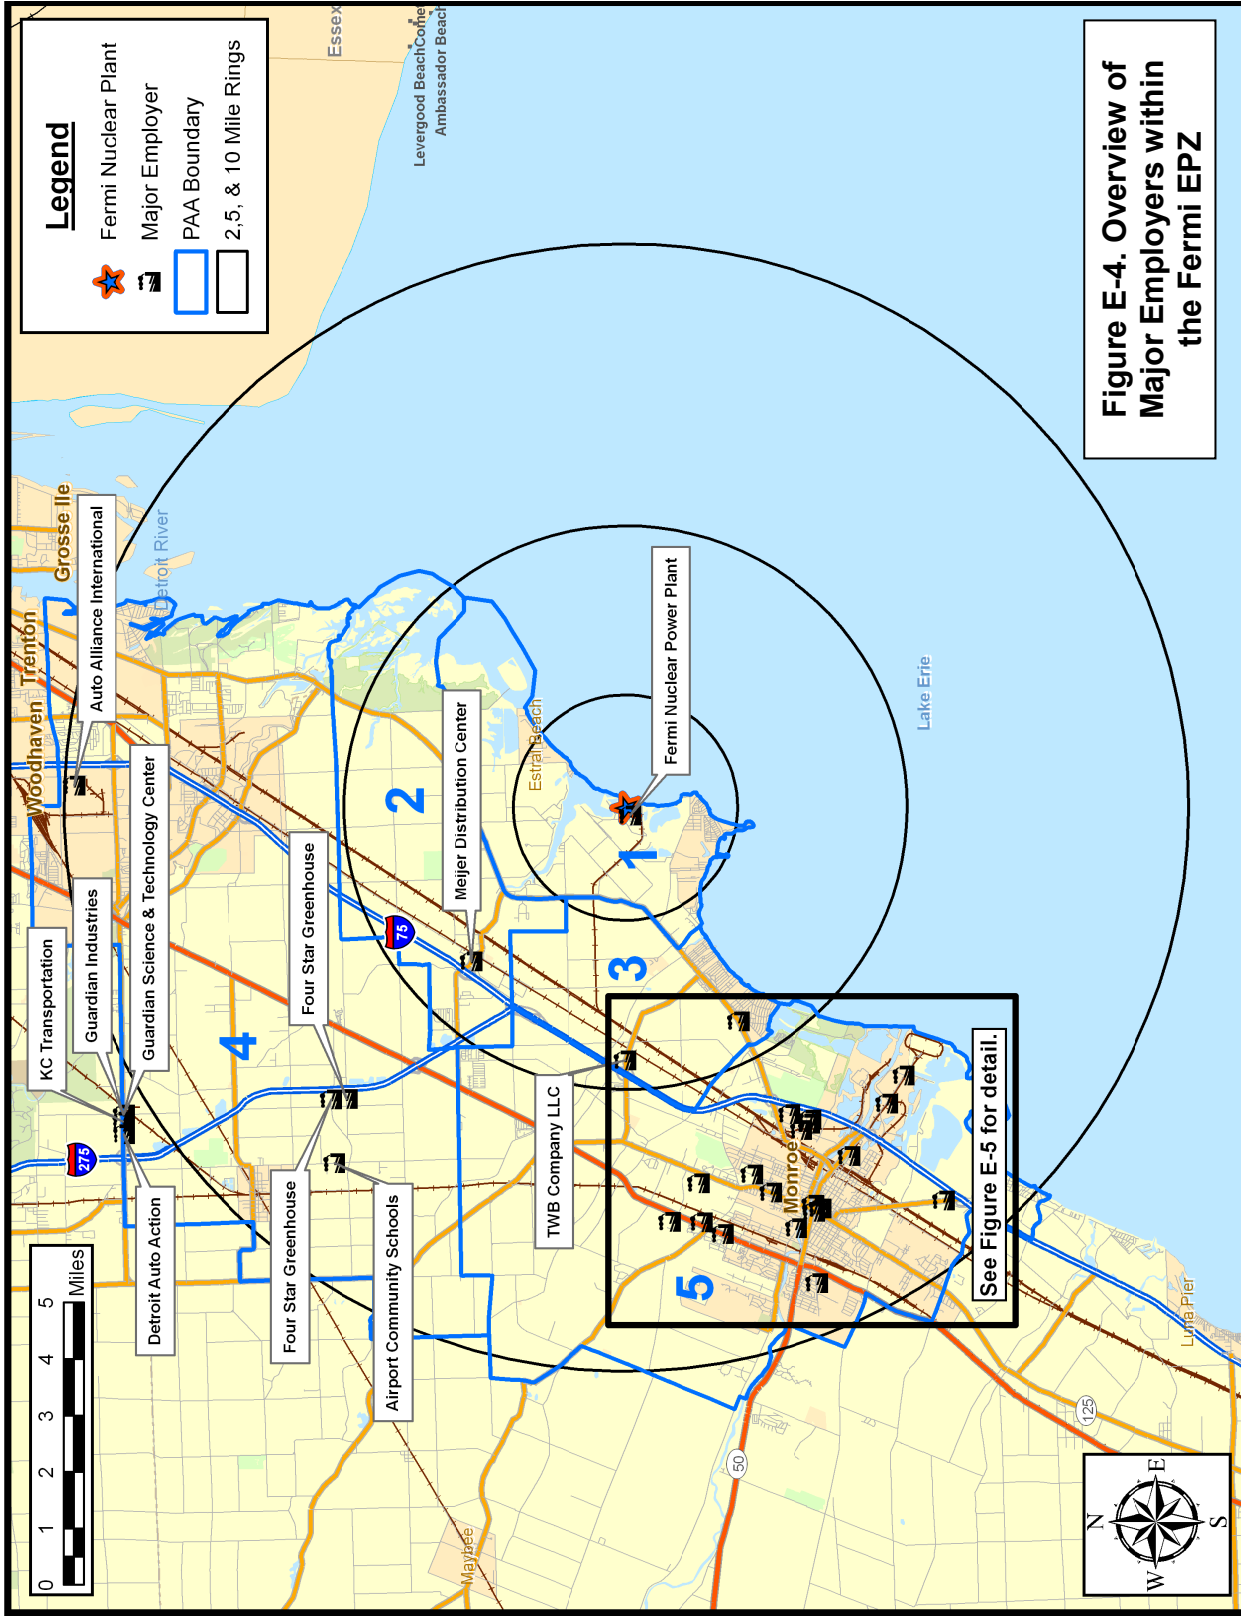 Legend
Fermi Nuclear Plant
Major Employer
PAA Boundary
2,5, & 10 Mile Rings
Essex
Levergood Beach
Comet
Ambassador Beach
Grosse Ile
Detroit River
Trenton
Woodhaven
Auto Alliance International
Guardian Science & Technology Center
Guardian Industries
KC Transportation
275
Detroit Auto Action
0 1 2 3 4 5
Miles
4
Four Star Greenhouse
Four Star Greenhouse
Airport Community Schools
75
2
Meijer Distribution Center
Estral Beach
1
Fermi Nuclear Power Plant
3
TWB Company LLC
5
Monroe
See Figure E-5 for detail.
Lake Erie
Maybee
50
125
Luna Pier
N
W E
S
Figure E-4. Overview of
Major Employers within
the Fermi EPZ